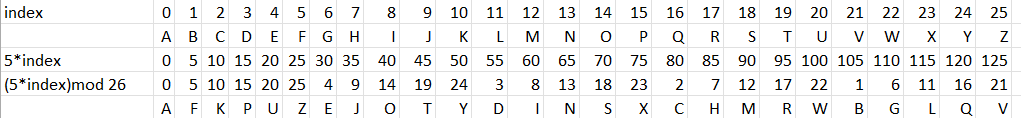 index 0 1 2 3 4 5 6 7 8 9 10 11 12 13 14 15 16 17 18 19 20 21 22 23 24 25
A B C D E F G H I J K L M N O P Q R S T U V W X Y Z
5*index 0 5 10 15 20 25 30 35 40 45 50 55 60 65 70 75 80 85 90 95 100 105 110 115 120 125
(5*index)mod 26 0 5 10 15 20 25 4 9 14 19 24 3 8 13 18 23 2 7 12 17 22 1 6 11 16 21
A F K P U Z E J O T Y D I N S X C H M R W B G L Q V